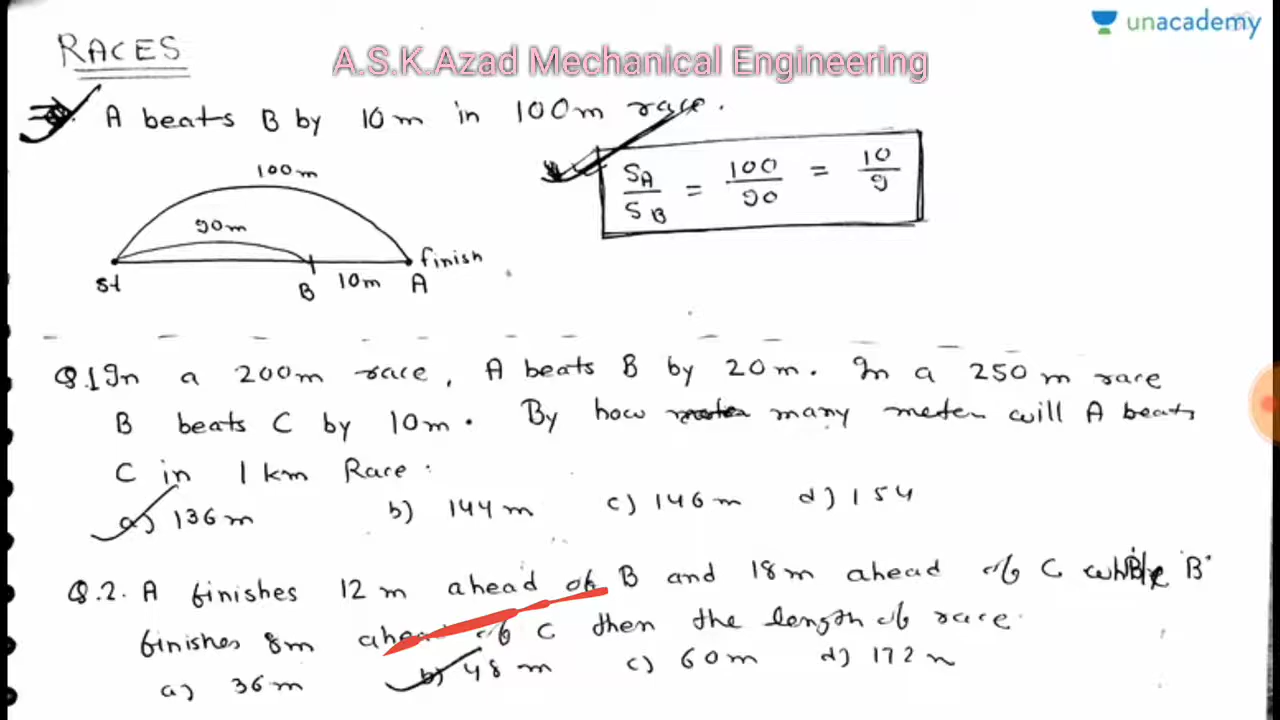 unacademy
RACES
A.S.K.Azad Mechanical Engineering
A beats B by 10m in 100m race.
100m
SA/SB = 100/90 = 10/9
90m
finish
st B 10m A
Q.1 In a 200m race, A beats B by 20m. In a 250m race
B beats C by 10m. By how many meter will A beats
C in 1km Race.
a) 136m b) 144m c) 146m d) 154
Q.2. A finishes 12m ahead of B and 18m ahead of C while B
finishes 8m ahead of C then the length of race.
a) 36m b) 48m c) 60m d) 172m